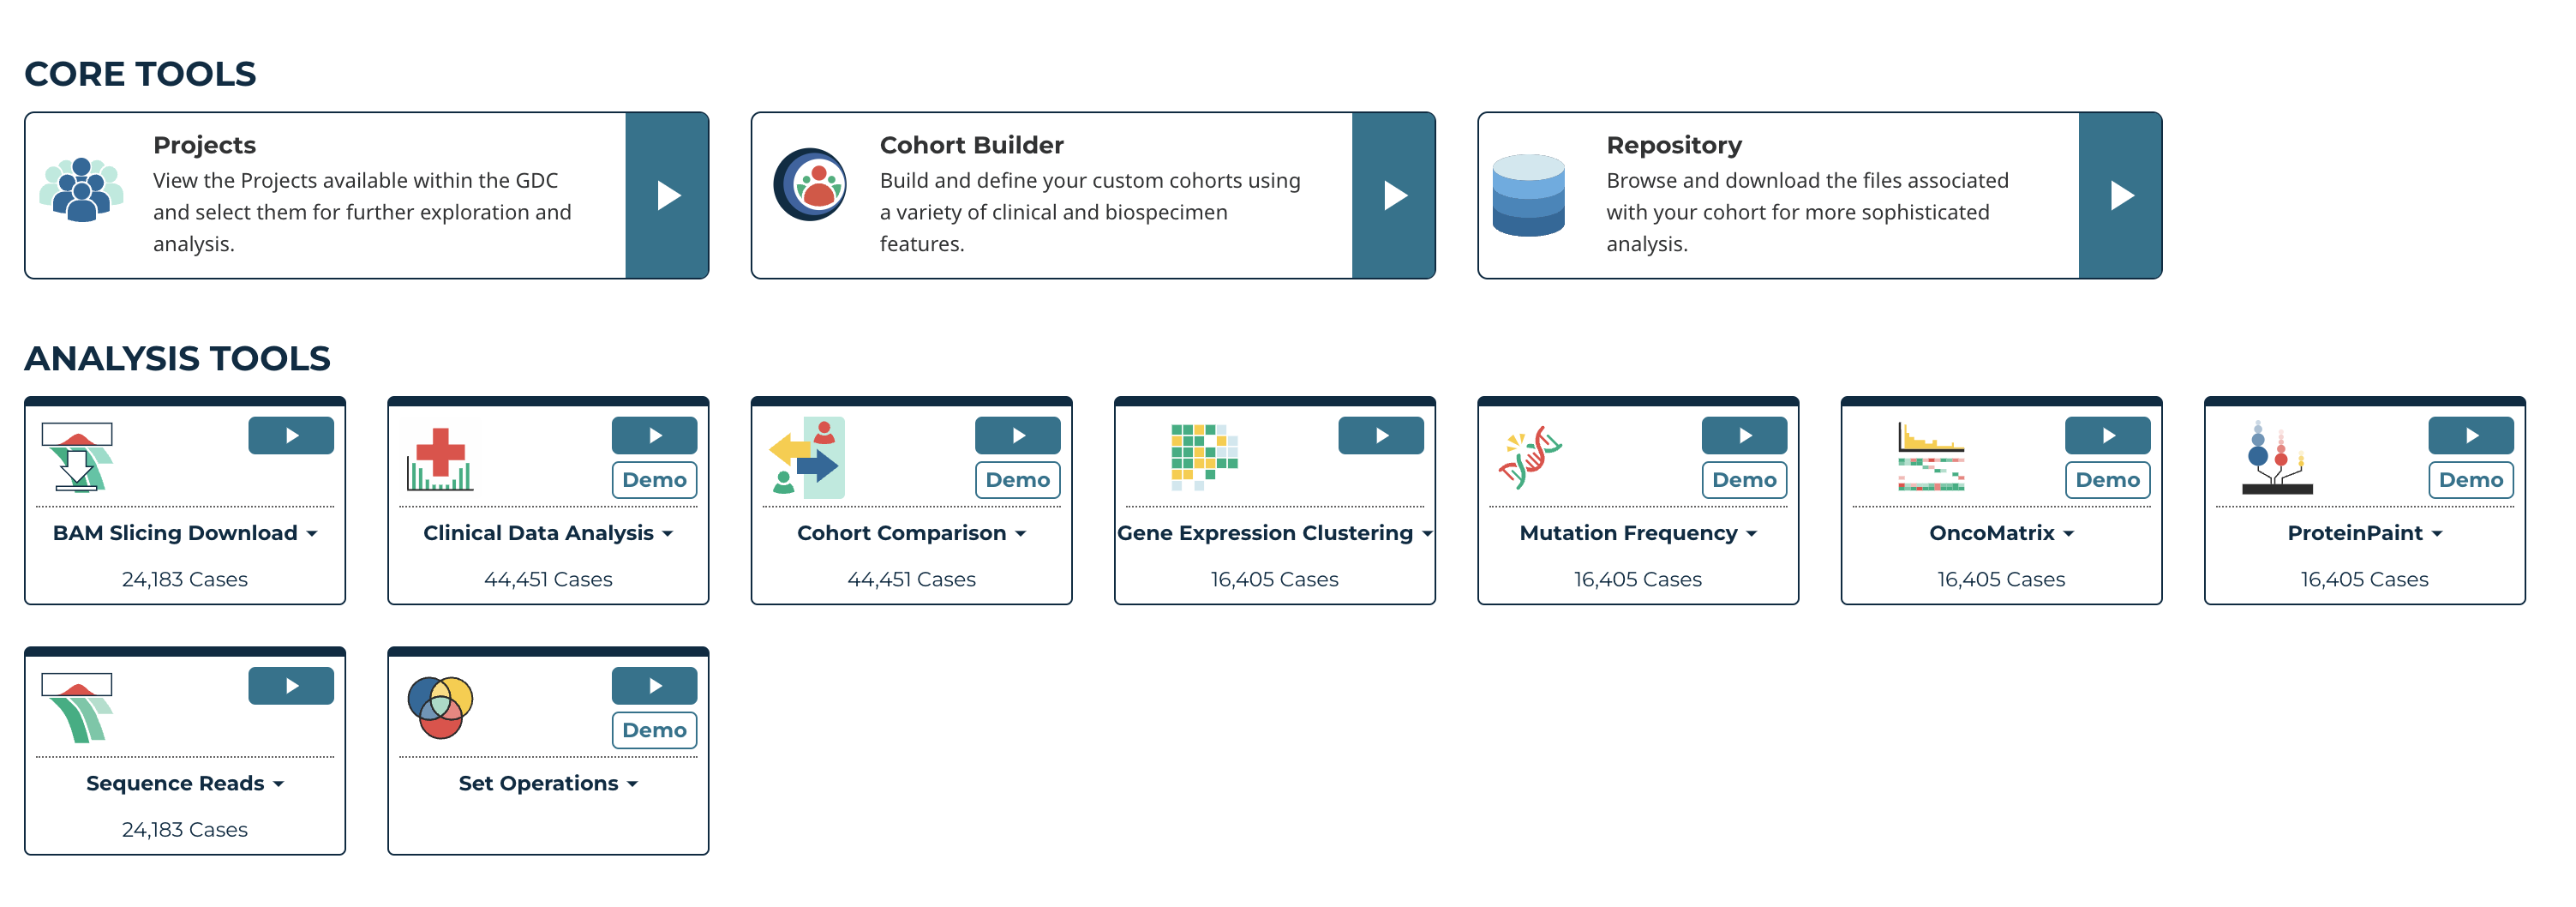 CORE TOOLS
Projects
View the Projects available within the GDC
and select them for further exploration and
analysis.
Cohort Builder
Build and define your custom cohorts using
a variety of clinical and biospecimen
features.
Repository
Browse and download the files associated
with your cohort for more sophisticated
analysis.
ANALYSIS TOOLS
BAM Slicing Download
24,183 Cases
Demo
Clinical Data Analysis
44,451 Cases
Demo
Cohort Comparison
44,451 Cases
Gene Expression Clustering
16,405 Cases
Demo
Mutation Frequency
16,405 Cases
Demo
OncoMatrix
16,405 Cases
Demo
ProteinPaint
16,405 Cases
Sequence Reads
24,183 Cases
Demo
Set Operations